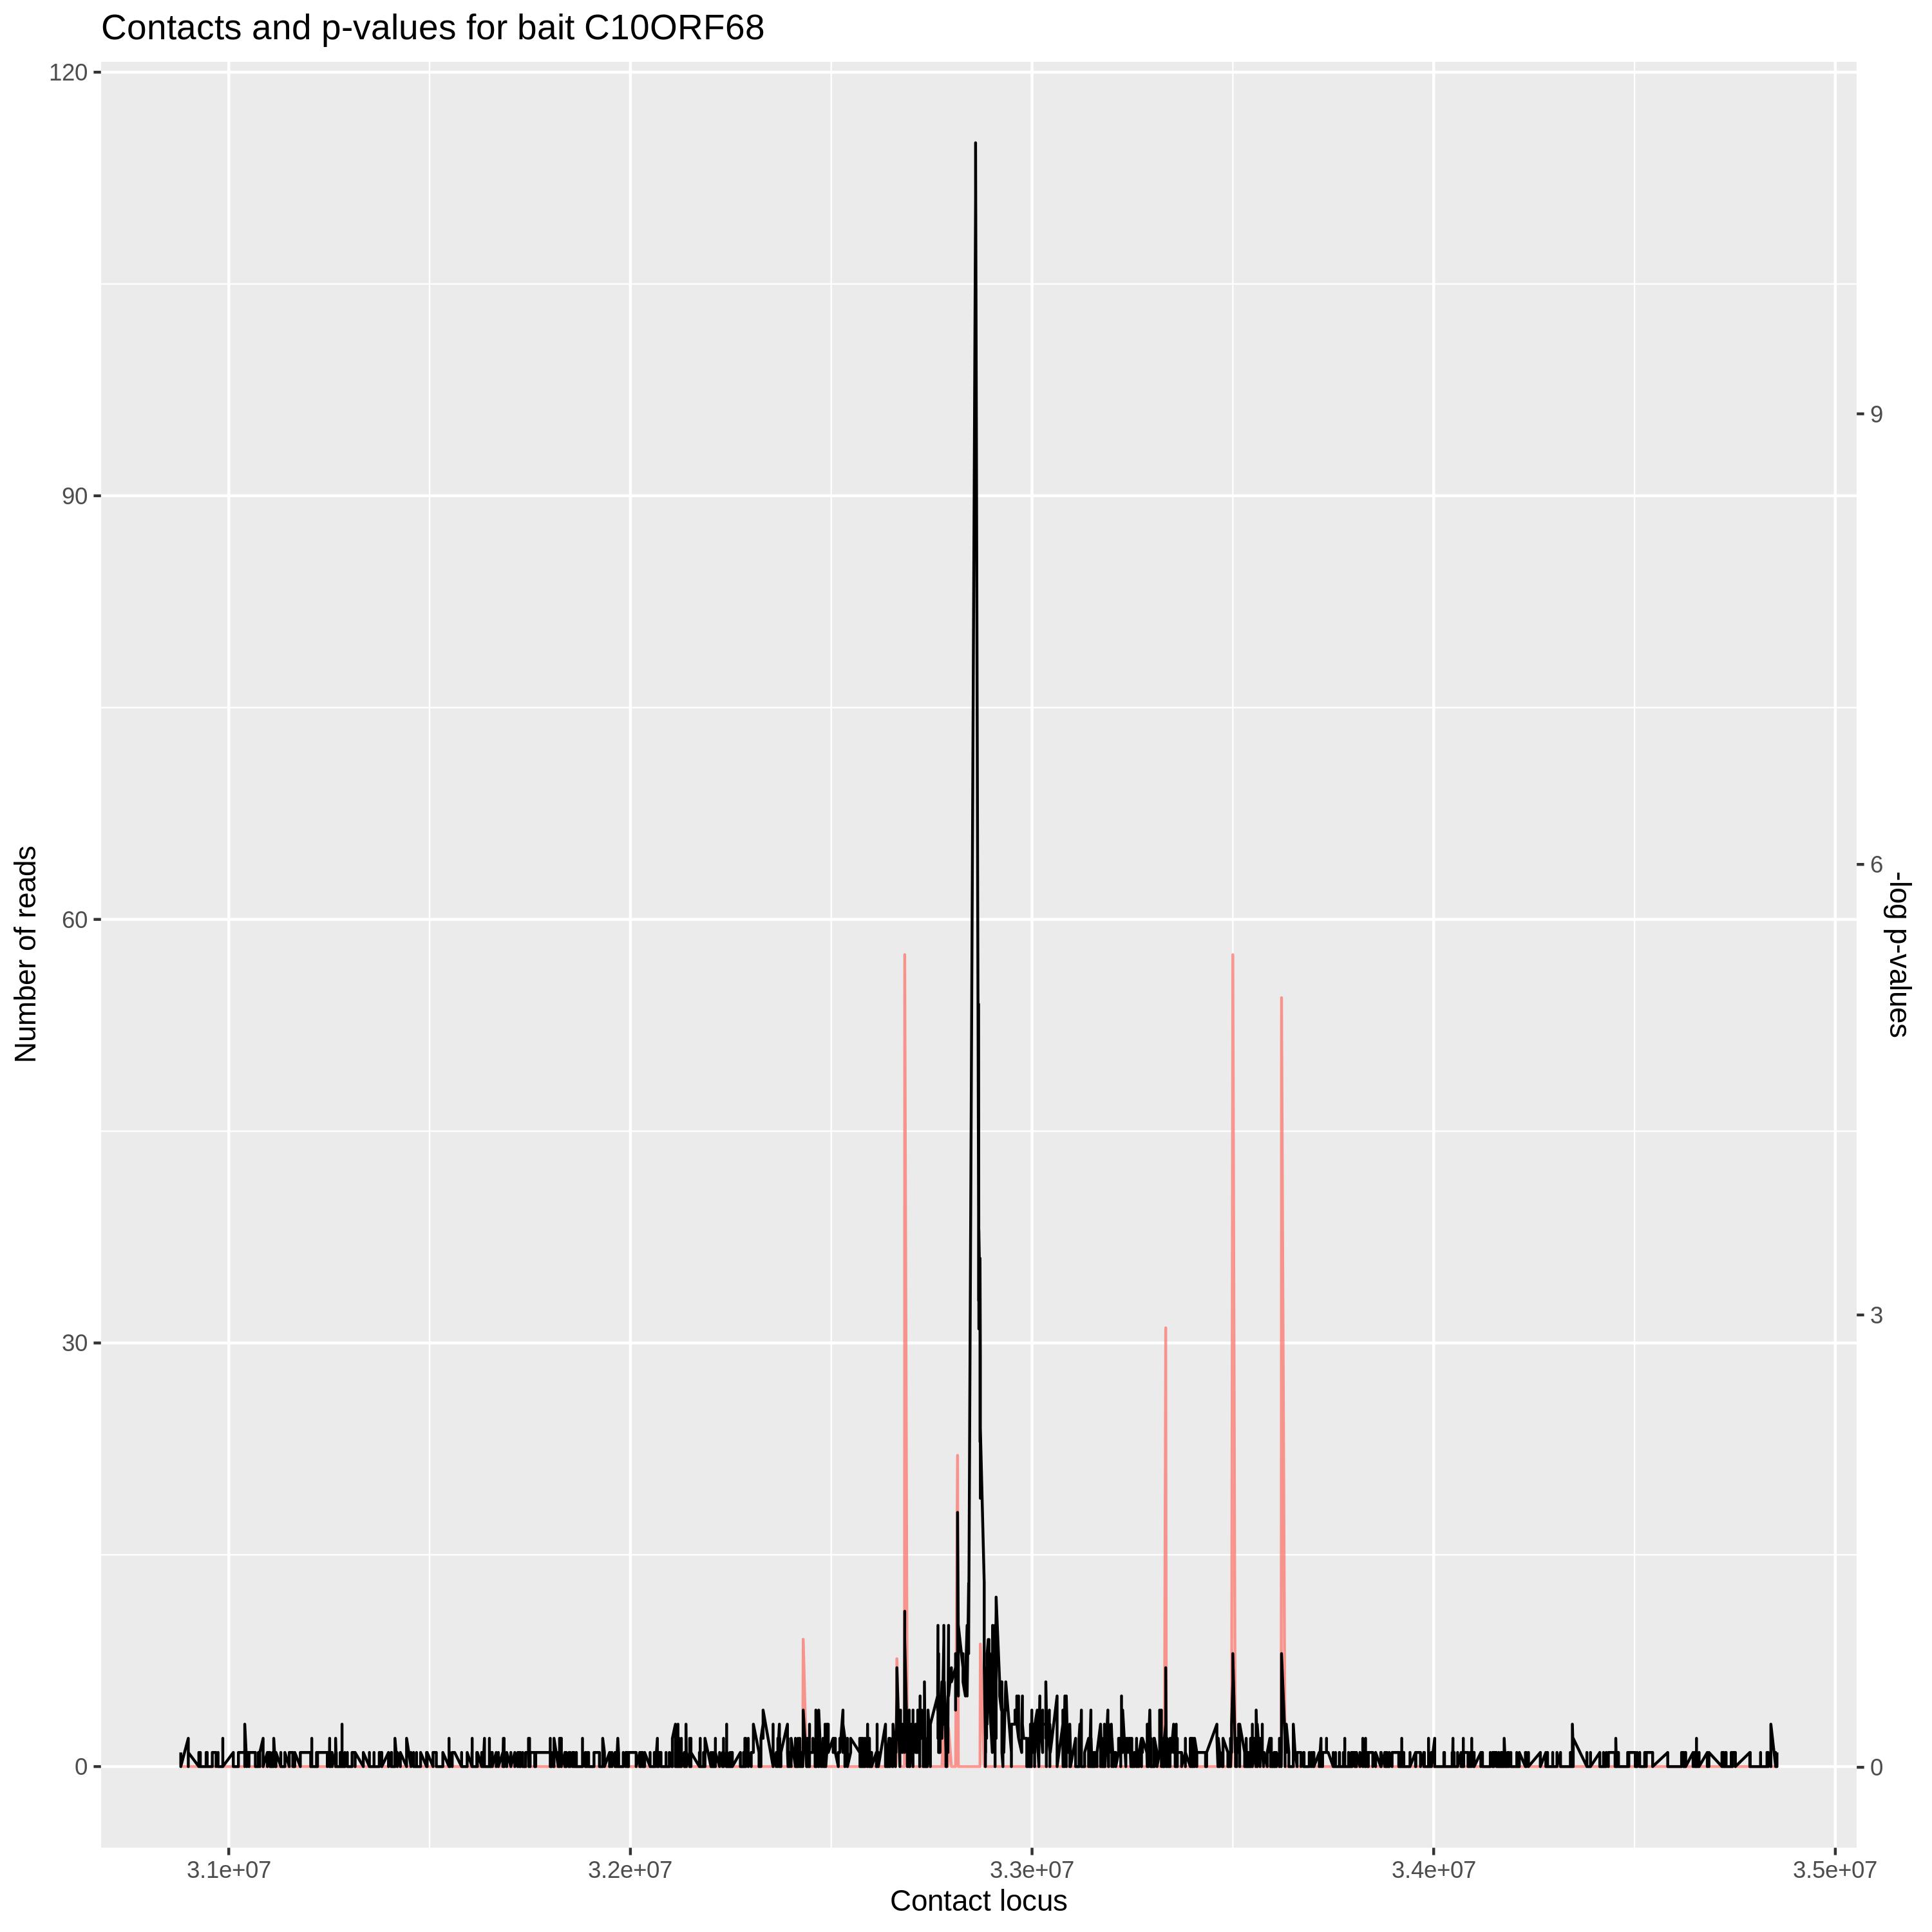 Contacts and p-values for bait C10ORF68
120
90
60
30
0
Number of reads
9
6
3
0
-log p-values
3.1e+07 3.2e+07 3.3e+07 3.4e+07 3.5e+07
Contact locus